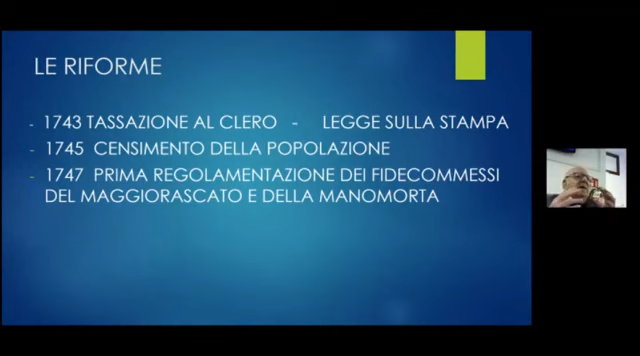 LE RIFORME
- 1743 TASSAZIONE AL CLERO - LEGGE SULLA STAMPA
- 1745 CENSIMENTO DELLA POPOLAZIONE
- 1747 PRIMA REGOLAMENTAZIONE DEI FIDECOMMESSI
DEL MAGGIORASCATO E DELLA MANOMORTA